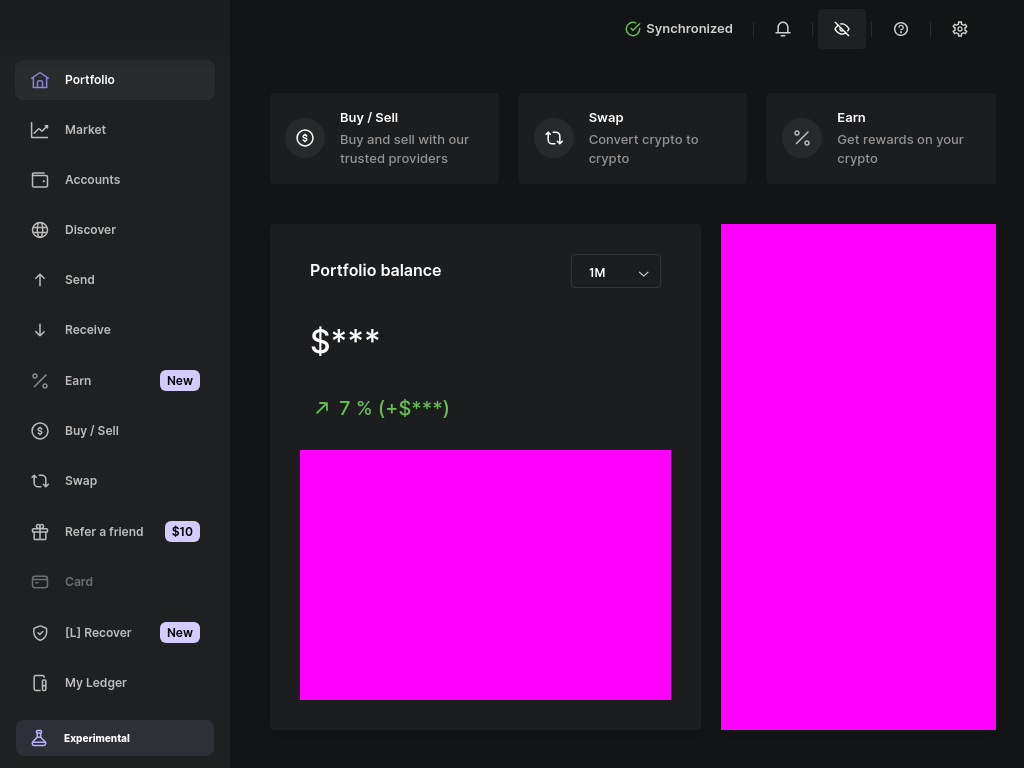 Synchronized
Portfolio
Market
Accounts
Discover
Send
Receive
Earn New
Buy / Sell
Swap
Refer a friend $10
Card
[L] Recover New
My Ledger
Experimental
Buy / Sell
Buy and sell with our
trusted providers
Swap
Convert crypto to
crypto
Earn
Get rewards on your
crypto
Portfolio balance
1M
$***
7 % (+$***)